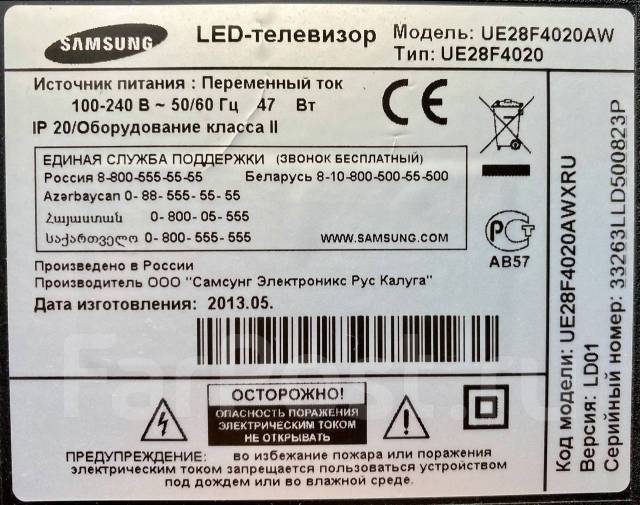 SAMSUNG
LED-телевизор
Модель: UE28F4020AW
Тип: UE28F4020
Источник питания : Переменный ток
100-240 В ~ 50/60 Гц 47 Вт
IP 20/Оборудование класса II
CE
ЕДИНАЯ СЛУЖБА ПОДДЕРЖКИ (ЗВОНОК БЕСПЛАТНЫЙ)
Россия 8-800-555-55-55 Беларусь 8-10-800-500-55-500
Azərbaycan 0- 88- 555- 55- 55
Հայաստան 0-800-05-555
საქართველო 0-800-555-555
WWW.SAMSUNG.COM
РСТ
АВ57
Произведено в России
Производитель ООО "Самсунг Электроникс Рус Калуга"
Дата изготовления: 2013.05.
ОСТОРОЖНО!
ОПАСНОСТЬ ПОРАЖЕНИЯ
ЭЛЕКТРИЧЕСКИМ ТОКОМ
НЕ ОТКРЫВАТЬ
ПРЕДУПРЕЖДЕНИЕ: во избежание пожара или поражения
электрическим током запрещается пользоваться устройством
под дождем или во влажной среде.
Код модели: UE28F4020AWXRU
Версия: LD01
Серийный номер: 33263LLD500823P
FarPost.ru